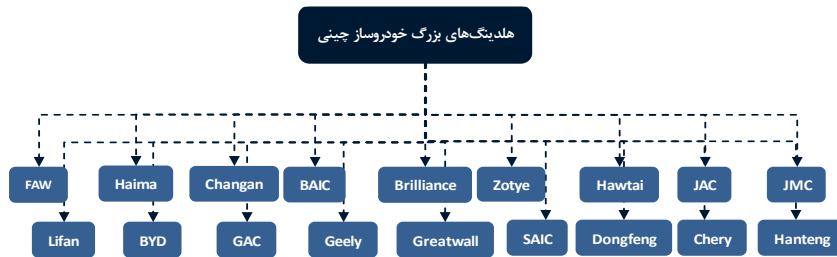 هلدینگ‌های بزرگ خودروساز چینی
FAW
Haima
Changan
BAIC
Brilliance
Zotye
Hawtai
JAC
JMC
Lifan
BYD
GAC
Geely
Greatwall
SAIC
Dongfeng
Chery
Hanteng